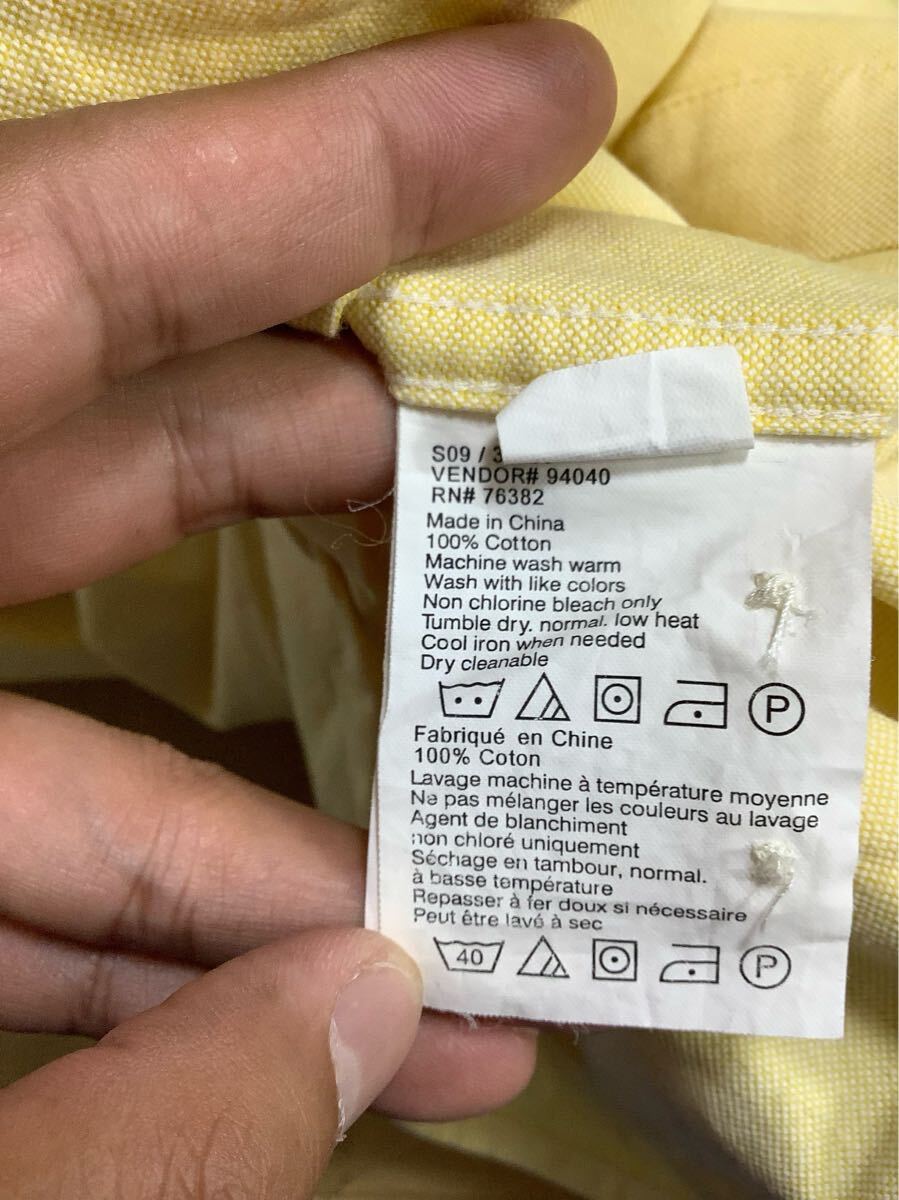 S09 / 3
VENDOR# 94040
RN# 76382
Made in China
100% Cotton
Machine wash warm
Wash with like colors
Non chlorine bleach only
Tumble dry. normal. low heat
Cool iron when needed
Dry cleanable
P
Fabriqué en Chine
100% Coton
Lavage machine à température moyenne
Ne pas mélanger les couleurs au lavage
Agent de blanchiment
non chloré uniquement
Séchage en tambour, normal.
à basse température
Repasser à fer doux si nécessaire
Peut être lavé à sec
40 P